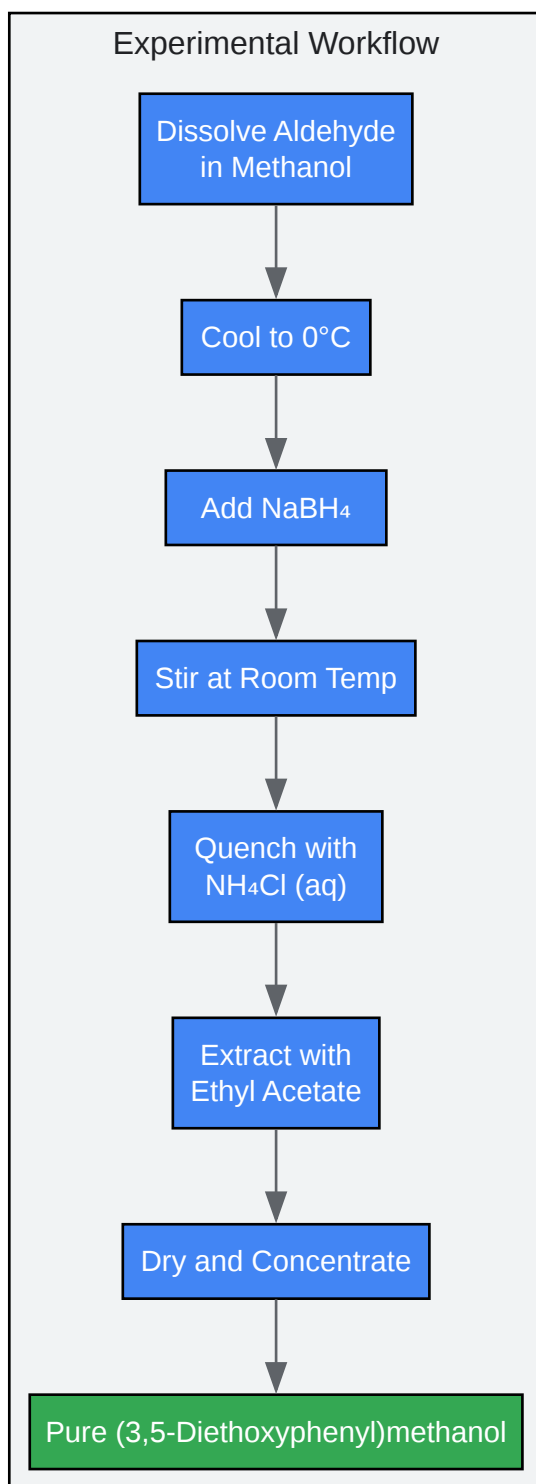 Experimental Workflow
Dissolve Aldehyde
in Methanol
Cool to 0°C
Add NaBH₄
Stir at Room Temp
Quench with
NH₄Cl (aq)
Extract with
Ethyl Acetate
Dry and Concentrate
Pure (3,5-Diethoxyphenyl)methanol